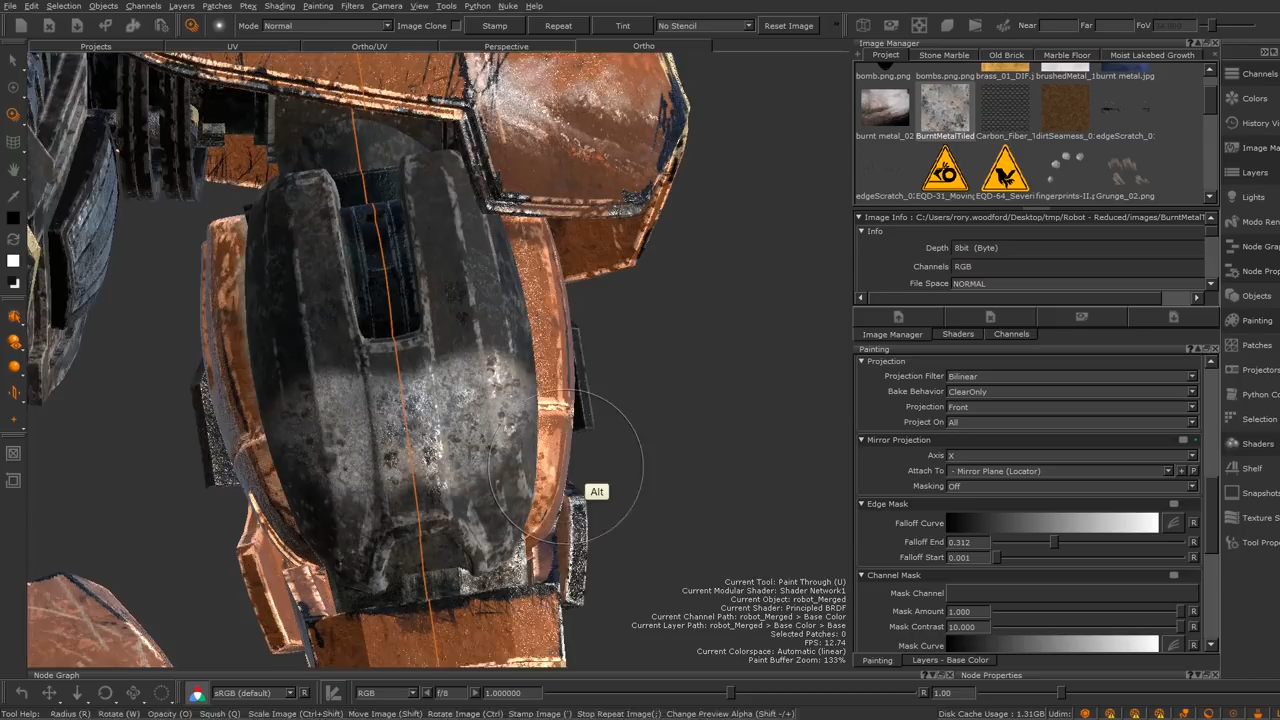 File Edit Selection Objects Channels Layers Patches Ptex Shading Painting Filters Camera View Tools Python Nuke Help
Mode Normal Image Clone Stamp Repeat Tint No Stencil Reset Image Near Far FoV
Projects UV Ortho/UV Perspective Ortho
Image Manager
Project Stone Marble Old Brick Marble Floor Moist Lakebed Growth
bomb.png.png bombs.png.png brass_01_DIF.j brushedMetal_1 burnt metal.jpg
burnt metal_02 BurntMetalTiled Carbon_Fiber_T dirtSeamess_0: edgeScratch_0:
edgeScratch_0: EQD-31_Movin EQD-64_Severi fingerprints-II.p Grunge_02.png
Image Info : C:/Users/rory.woodford/Desktop/tmp/Robot - Reduced/images/BurntMetalT
Info
Depth 8bit (Byte)
Channels RGB
File Space NORMAL
Image Manager Shaders Channels
Painting
Projection
Projection Filter Bilinear
Bake Behavior ClearOnly
Projection Front
Project On All
Mirror Projection
Axis X
Attach To - Mirror Plane (Locator) + P
Masking Off
Edge Mask
Falloff Curve R
Falloff End 0.312 R
Falloff Start 0.001 R
Channel Mask
Mask Channel
Mask Amount 1.000 R
Mask Contrast 10.000 R
Mask Curve R
Painting Layers - Base Color
Channels
Colors
History Vi
Image Ma
Layers
Lights
Modo Ren
Node Gra
Node Prop
Objects
Painting
Patches
Projectors
Python Co
Selection
Shaders
Shelf
Snapshots
Texture S
Tool Prope
Alt
Current Tool: Paint Through (U)
Current Modular Shader: Shader Network1
Current Object: robot_Merged
Current Shader: Principled BRDF
Current Channel Path: robot_Merged > Base Color
Current Layer Path: robot_Merged > Base Color > Base
Selected Patches: 0
FPS: 12.74
Current Colorspace: Automatic (linear)
Paint Buffer Zoom: 133%
Node Graph Node Properties
sRGB (default) R RGB f/8 1.000000 R 1.00
Tool Help: Radius (R) Rotate (W) Opacity (O) Squish (Q) Scale Image (Ctrl+Shift) Move Image (Shift) Rotate Image (Ctrl) Stamp Image (') Stop Repeat Image(;) Change Preview Alpha (Shift -/+) Disk Cache Usage : 1.31GB Udim: